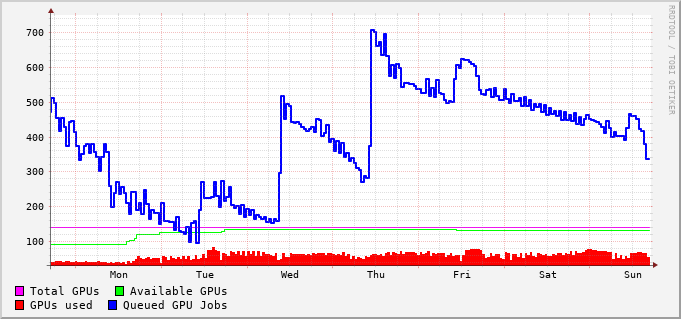 RRDTOOL / TOBI OETIKER
700
600
500
400
300
200
100
Mon Tue Wed Thu Fri Sat Sun
Total GPUs Available GPUs
GPUs used Queued GPU Jobs